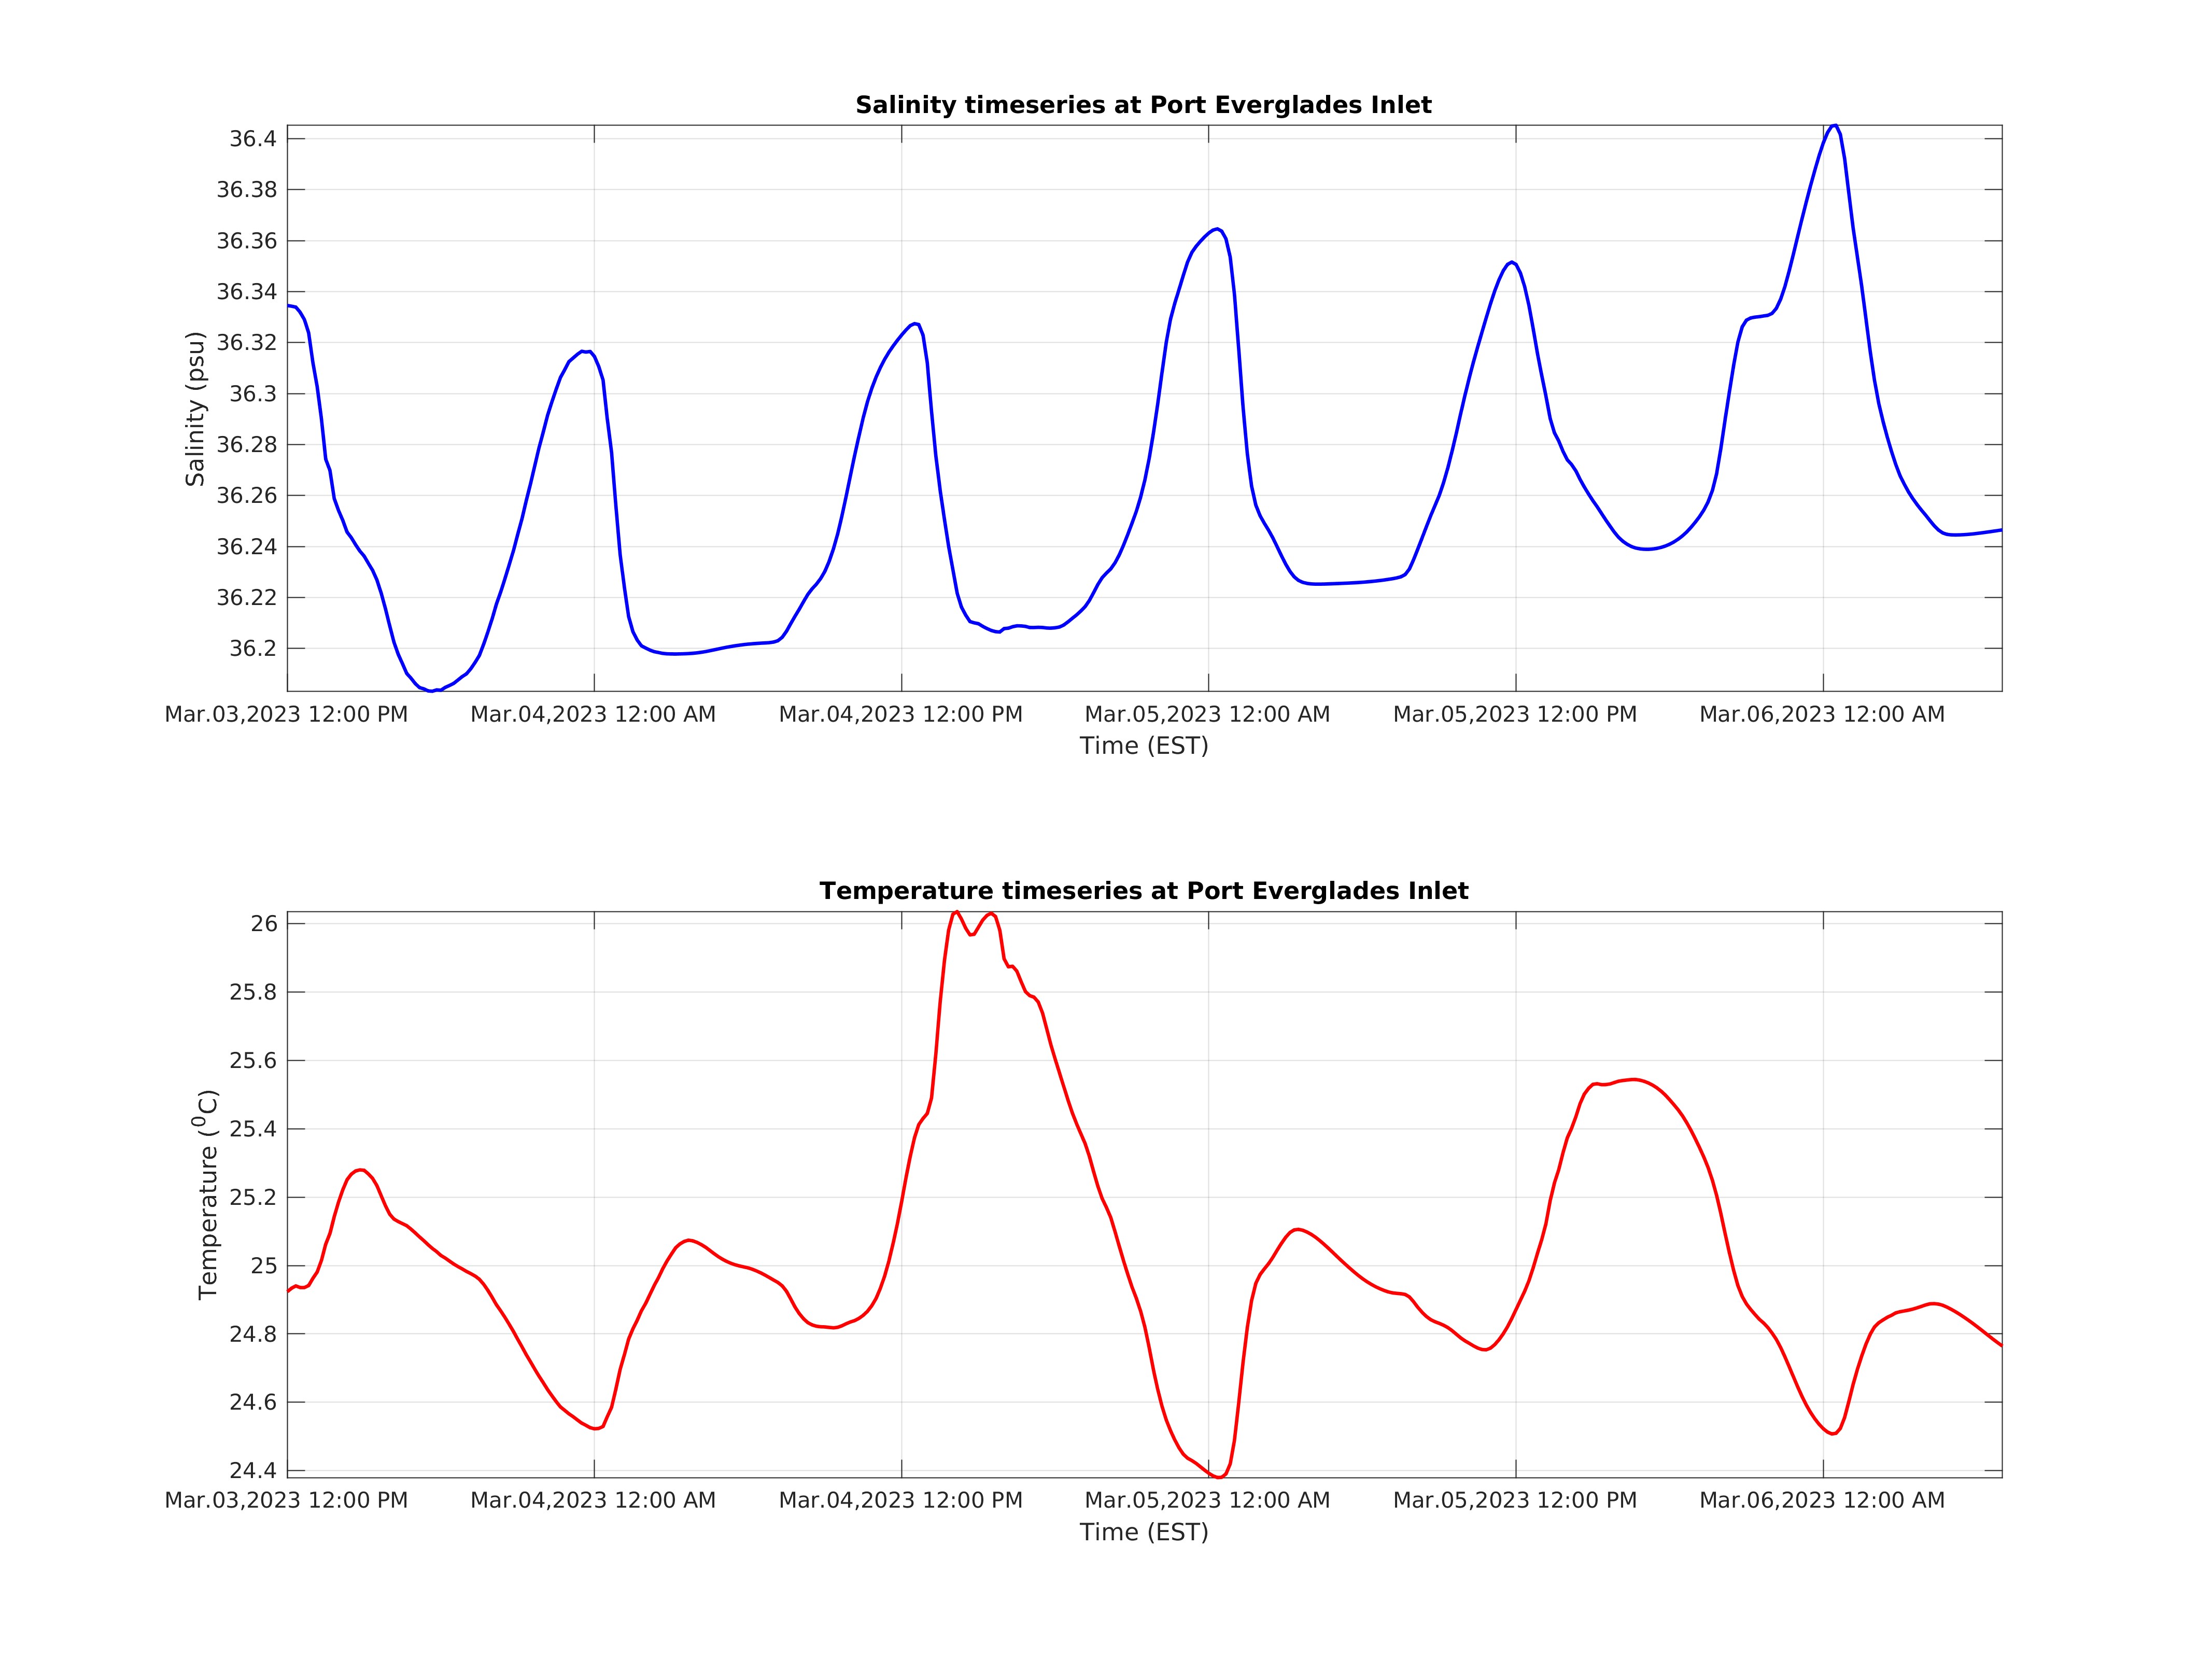 Salinity timeseries at Port Everglades Inlet
36.4
36.38
36.36
36.34
36.32
36.3
36.28
36.26
36.24
36.22
36.2
Salinity (psu)
Mar.03,2023 12:00 PM Mar.04,2023 12:00 AM Mar.04,2023 12:00 PM Mar.05,2023 12:00 AM Mar.05,2023 12:00 PM Mar.06,2023 12:00 AM
Time (EST)
Temperature timeseries at Port Everglades Inlet
26
25.8
25.6
25.4
25.2
25
24.8
24.6
24.4
Temperature (⁰C)
Mar.03,2023 12:00 PM Mar.04,2023 12:00 AM Mar.04,2023 12:00 PM Mar.05,2023 12:00 AM Mar.05,2023 12:00 PM Mar.06,2023 12:00 AM
Time (EST)